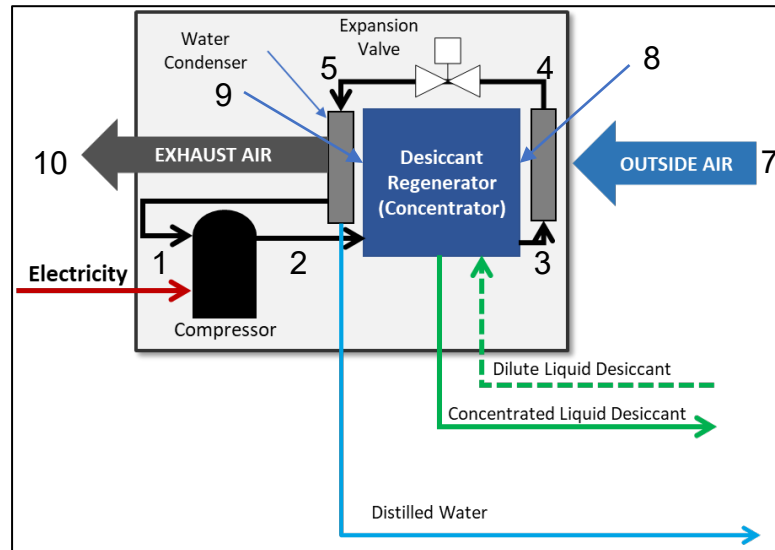 Water
Condenser
Expansion
Valve
5
4
9
8
10
EXHAUST AIR
Desiccant
Regenerator
(Concentrator)
OUTSIDE AIR
7
1
2
3
Electricity
Compressor
Dilute Liquid Desiccant
Concentrated Liquid Desiccant
Distilled Water